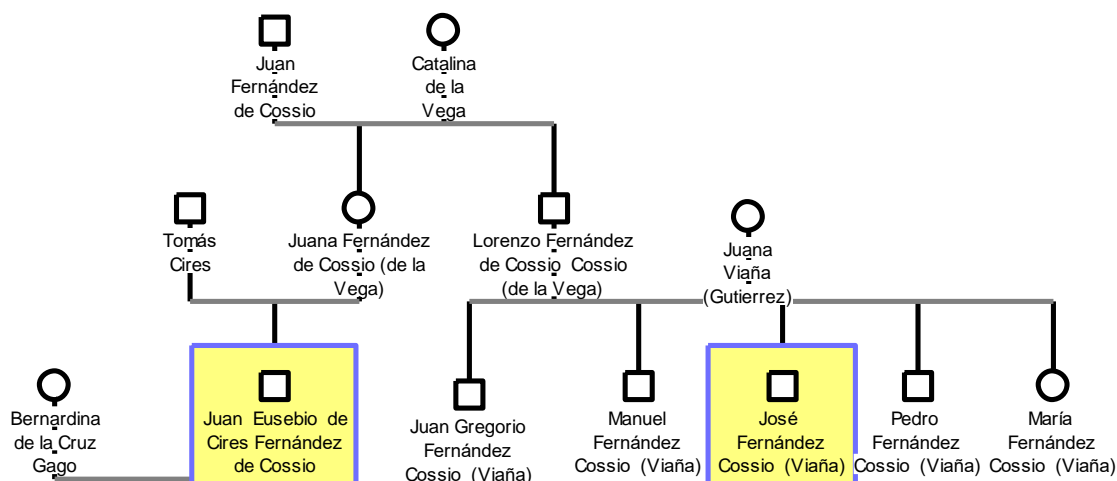 Juan
Fernández
de Cossio
Catalina
de la
Vega
Tomás
Cires
Juana Fernández
de Cossio (de la
Vega)
Lorenzo Fernández
de Cossio Cossio
(de la Vega)
Juana
Viaña
(Gutierrez)
Bernardina
de la Cruz
Gago
Juan Eusebio de
Cires Fernández
de Cossio
Juan Gregorio
Fernández
Cossio (Viaña)
Manuel
Fernández
Cossio (Viaña)
José
Fernández
Cossio (Viaña)
Pedro
Fernández
Cossio (Viaña)
María
Fernández
Cossio (Viaña)